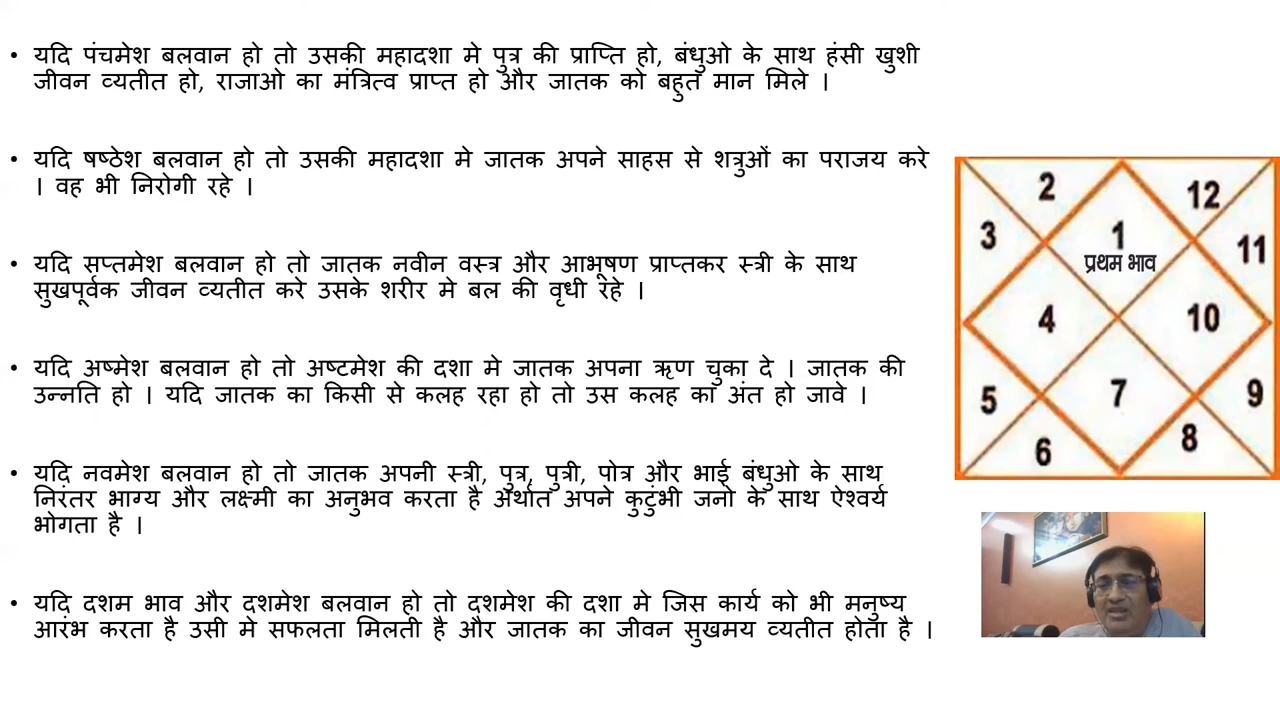 • यदि पंचमेश बलवान हो तो उसकी महादशा मे पुत्र की प्राप्ति हो, बंधुओ के साथ हंसी खुशी
जीवन व्यतीत हो, राजाओ का मंत्रित्व प्राप्त हो और जातक को बहुत मान मिले ।
• यदि षष्ठेश बलवान हो तो उसकी महादशा मे जातक अपने साहस से शत्रुओं का पराजय करे
। वह भी निरोगी रहे ।
• यदि सप्तमेश बलवान हो तो जातक नवीन वस्त्र और आभूषण प्राप्तकर स्त्री के साथ
सुखपूर्वक जीवन व्यतीत करे उसके शरीर मे बल की वृधी रहे ।
• यदि अष्मेश बलवान हो तो अष्टमेश की दशा मे जातक अपना ऋण चुका दे । जातक की
उन्नति हो । यदि जातक का किसी से कलह रहा हो तो उस कलह का अंत हो जावे ।
• यदि नवमेश बलवान हो तो जातक अपनी स्त्री, पुत्र, पुत्री, पोत्र और भाई बंधुओ के साथ
निरंतर भाग्य और लक्ष्मी का अनुभव करता है अर्थात अपने कुटुंभी जनो के साथ ऐश्वर्य
भोगता है ।
• यदि दशम भाव और दशमेश बलवान हो तो दशमेश की दशा मे जिस कार्य को भी मनुष्य
आरंभ करता है उसी मे सफलता मिलती है और जातक का जीवन सुखमय व्यतीत होता है ।
2
12
3
1
11
प्रथम भाव
4
10
5
7
9
6
8